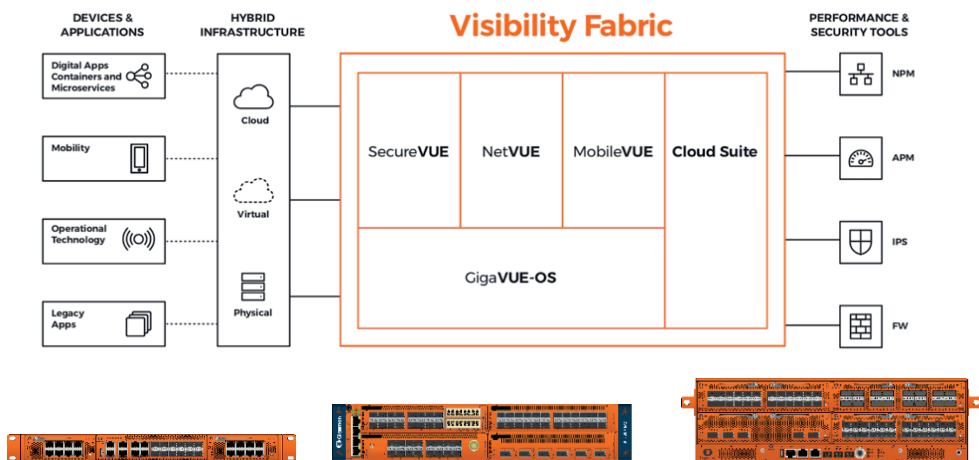 DEVICES &
APPLICATIONS
HYBRID
INFRASTRUCTURE
Visibility Fabric
PERFORMANCE &
SECURITY TOOLS
Digital Apps
Containers and
Microservices
Mobility
Operational
Technology
Legacy
Apps
Cloud
Virtual
Physical
SecureVUE
NetVUE
MobileVUE
Cloud Suite
GigaVUE-OS
NPM
APM
IPS
FW
Gigamon